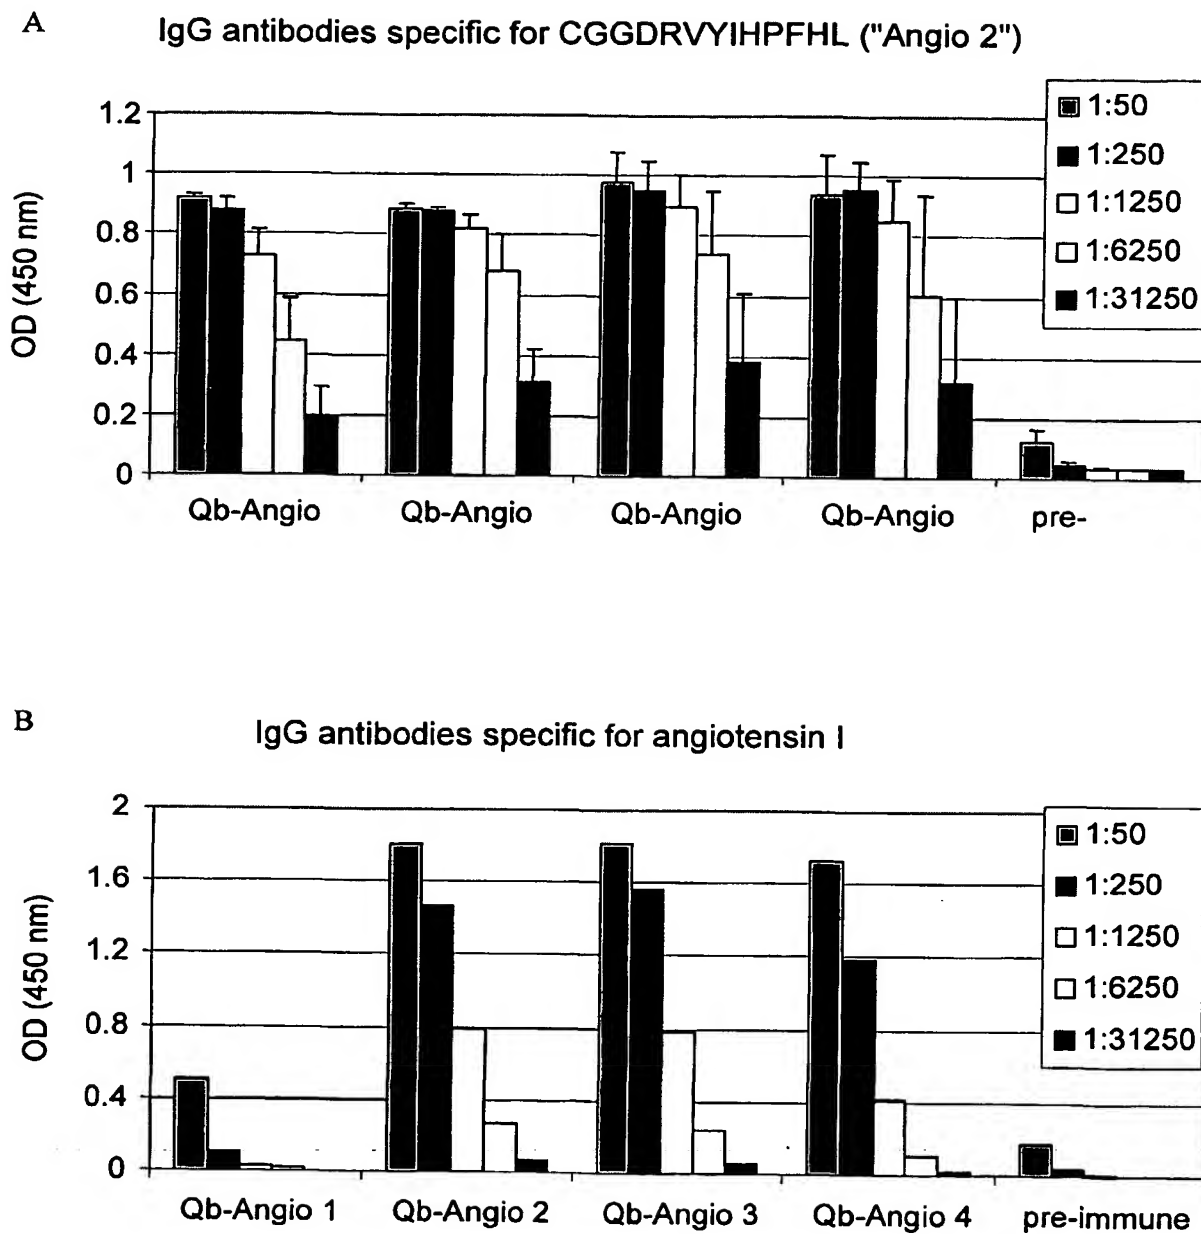 A
IgG antibodies specific for CGGDRVYIHPFHL ("Angio 2")
1.2
1
0.8
0.6
0.4
0.2
0
OD (450 nm)
1:50
1:250
1:1250
1:6250
1:31250
Qb-Angio Qb-Angio Qb-Angio Qb-Angio pre-
B
IgG antibodies specific for angiotensin I
2
1.6
1.2
0.8
0.4
0
OD (450 nm)
1:50
1:250
1:1250
1:6250
1:31250
Qb-Angio 1 Qb-Angio 2 Qb-Angio 3 Qb-Angio 4 pre-immune